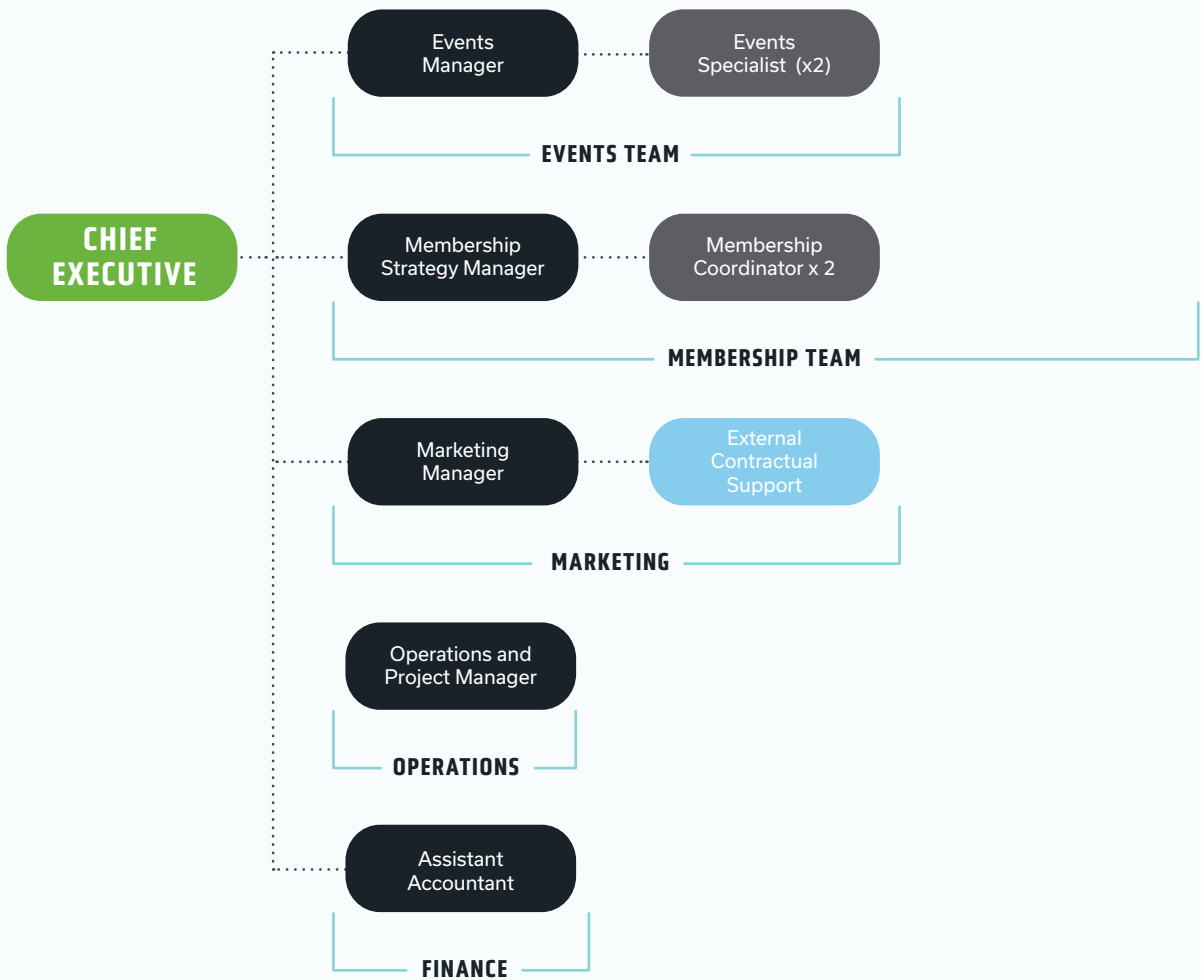 Events
Manager
Events
Specialist (x2)
EVENTS TEAM
CHIEF
EXECUTIVE
Membership
Strategy Manager
Membership
Coordinator x 2
MEMBERSHIP TEAM
Marketing
Manager
External
Contractual
Support
MARKETING
Operations and
Project Manager
OPERATIONS
Assistant
Accountant
FINANCE